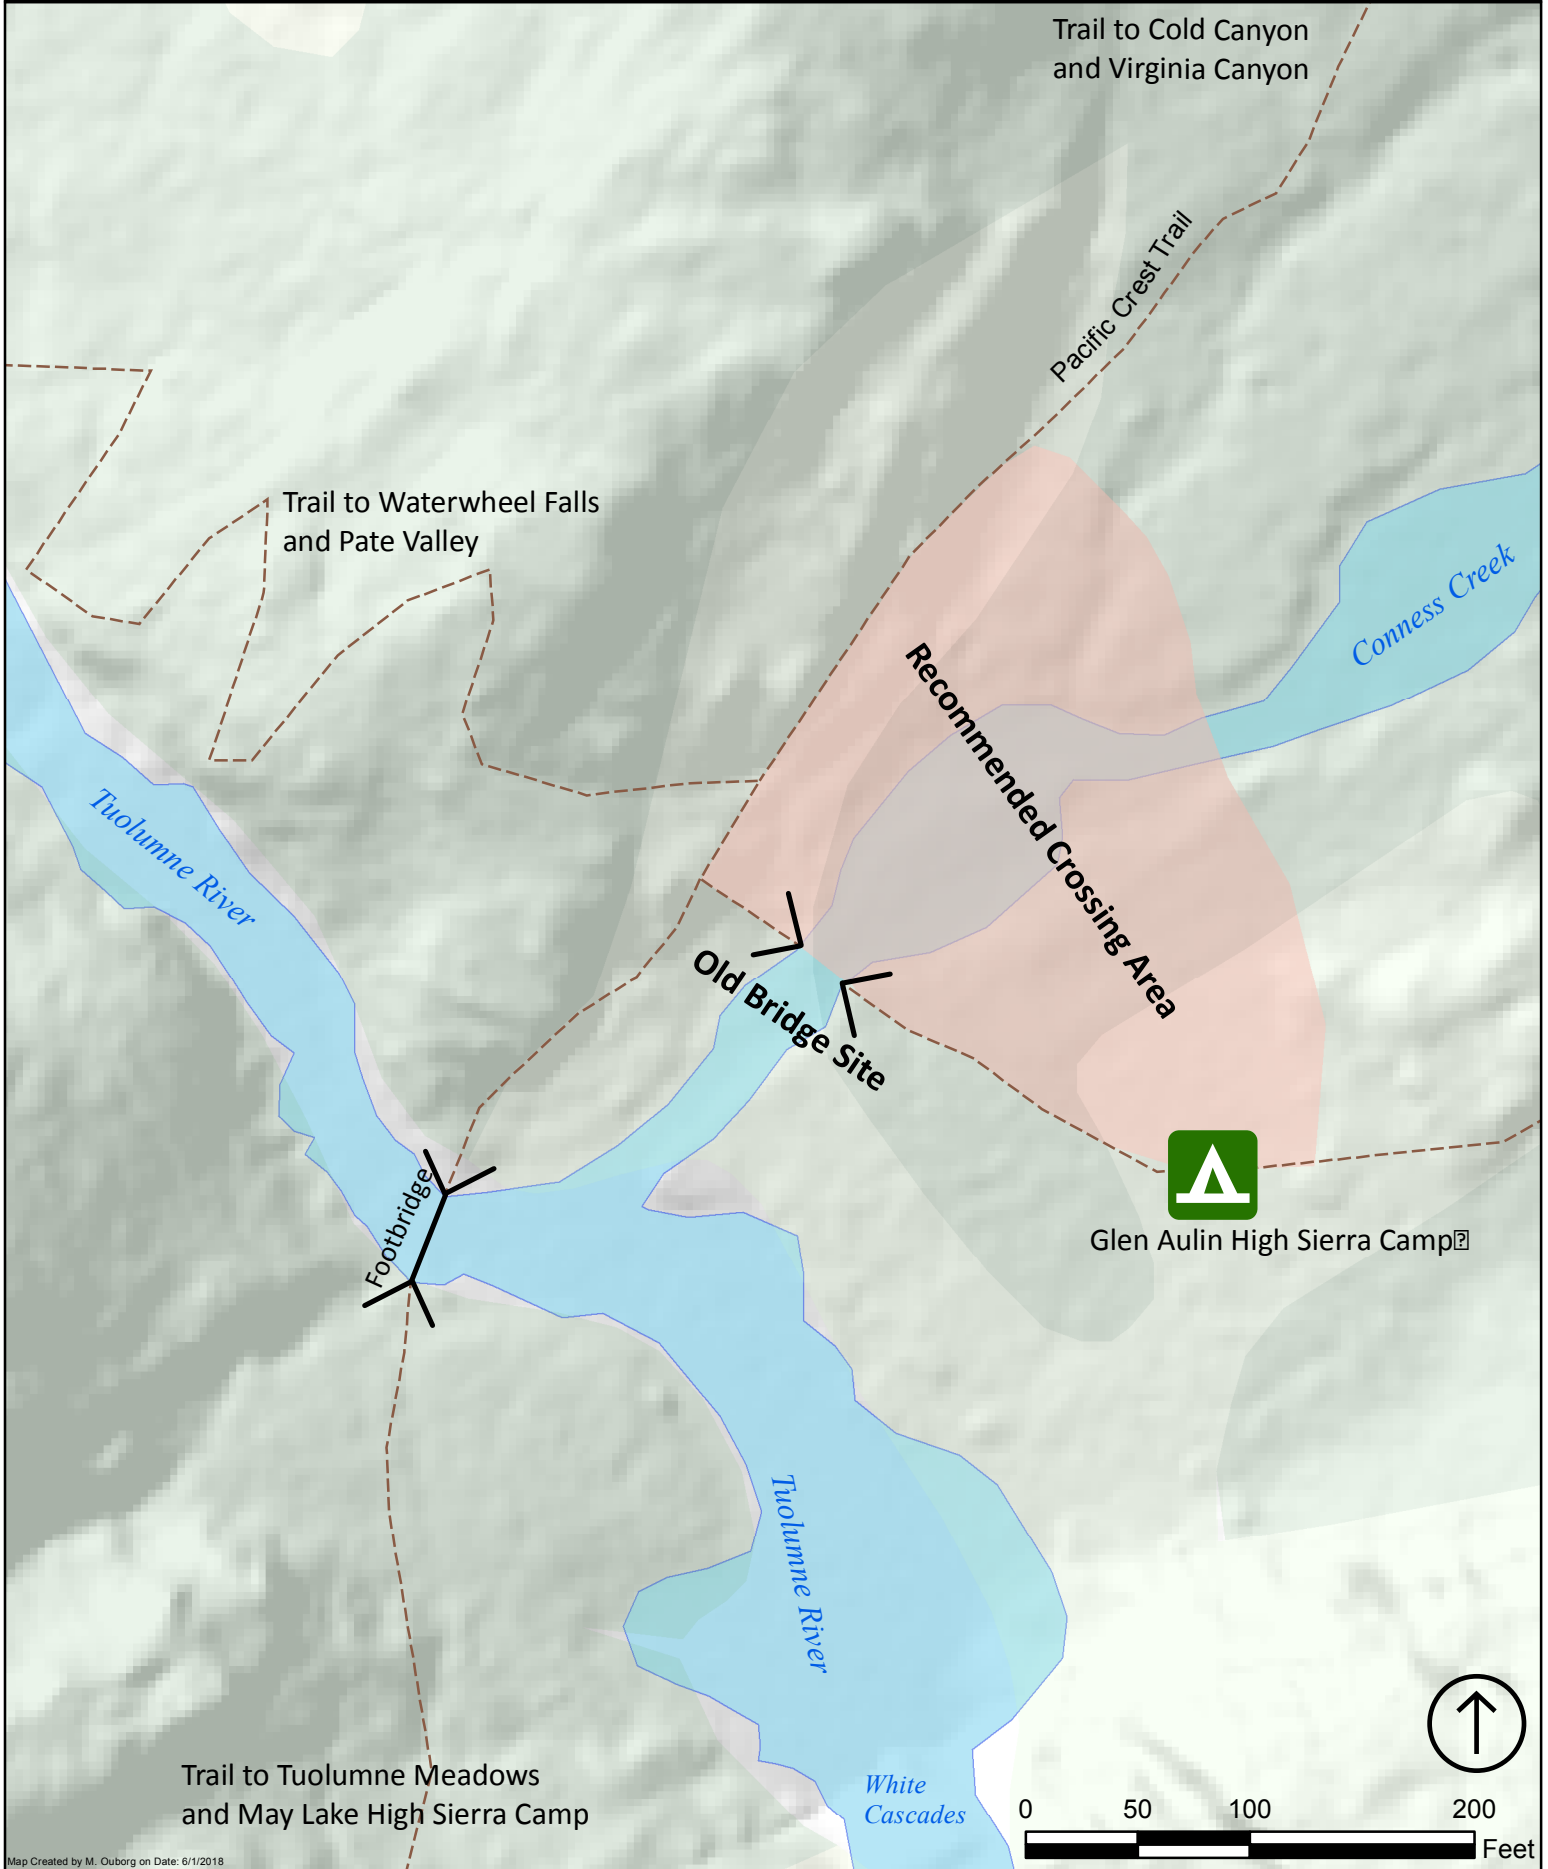 Trail to Cold Canyon
and Virginia Canyon
Pacific Crest Trail
Trail to Waterwheel Falls
and Pate Valley
Conness Creek
Recommended Crossing Area
Tuolumne River
Old Bridge Site
Footbridge
Glen Aulin High Sierra Camp
Tuolumne River
Trail to Tuolumne Meadows
and May Lake High Sierra Camp
White
Cascades
0 50 100 200
Feet
Map Created by M. Ouborg on Date: 6/1/2018